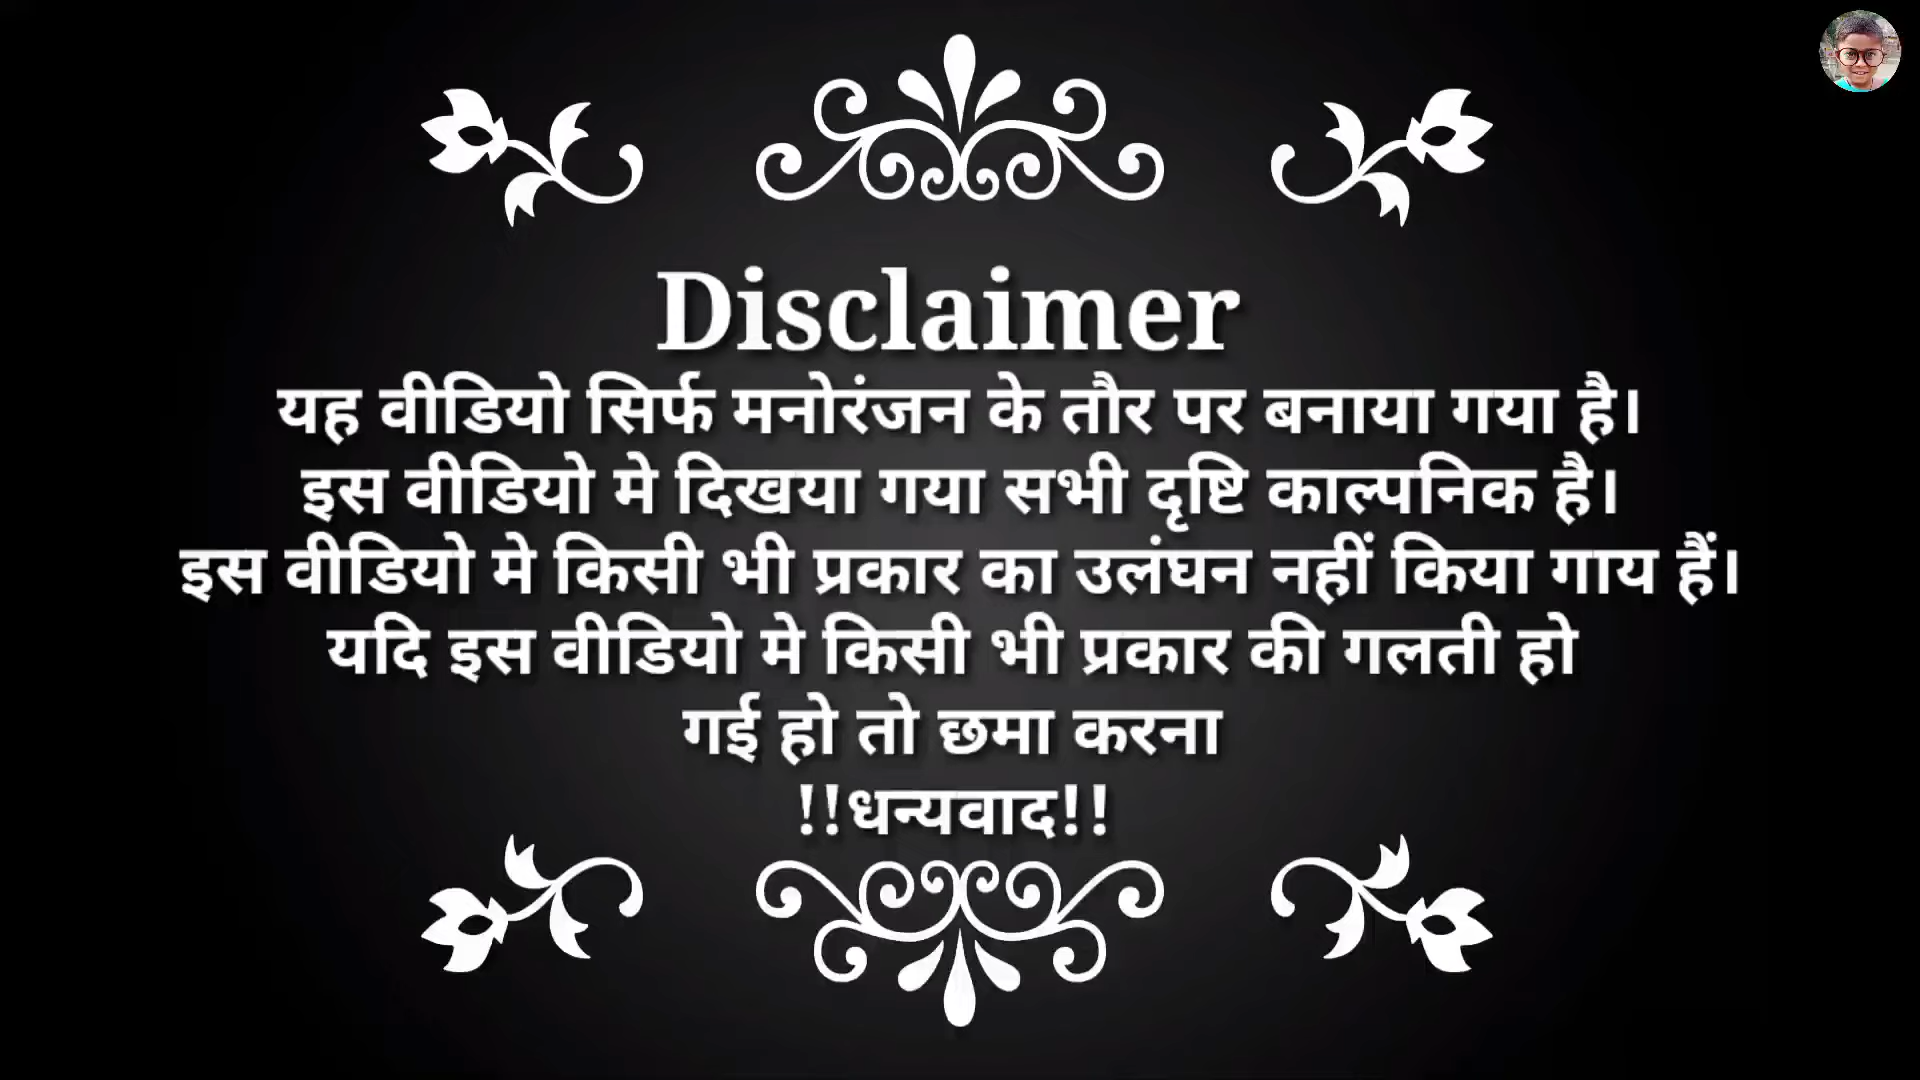 Disclaimer
यह वीडियो सिर्फ मनोरंजन के तौर पर बनाया गया है।
इस वीडियो मे दिखया गया सभी दृष्टि काल्पनिक है।
इस वीडियो मे किसी भी प्रकार का उलंघन नहीं किया गाय हैं।
यदि इस वीडियो मे किसी भी प्रकार की गलती हो
गई हो तो छमा करना
!!धन्यवाद!!